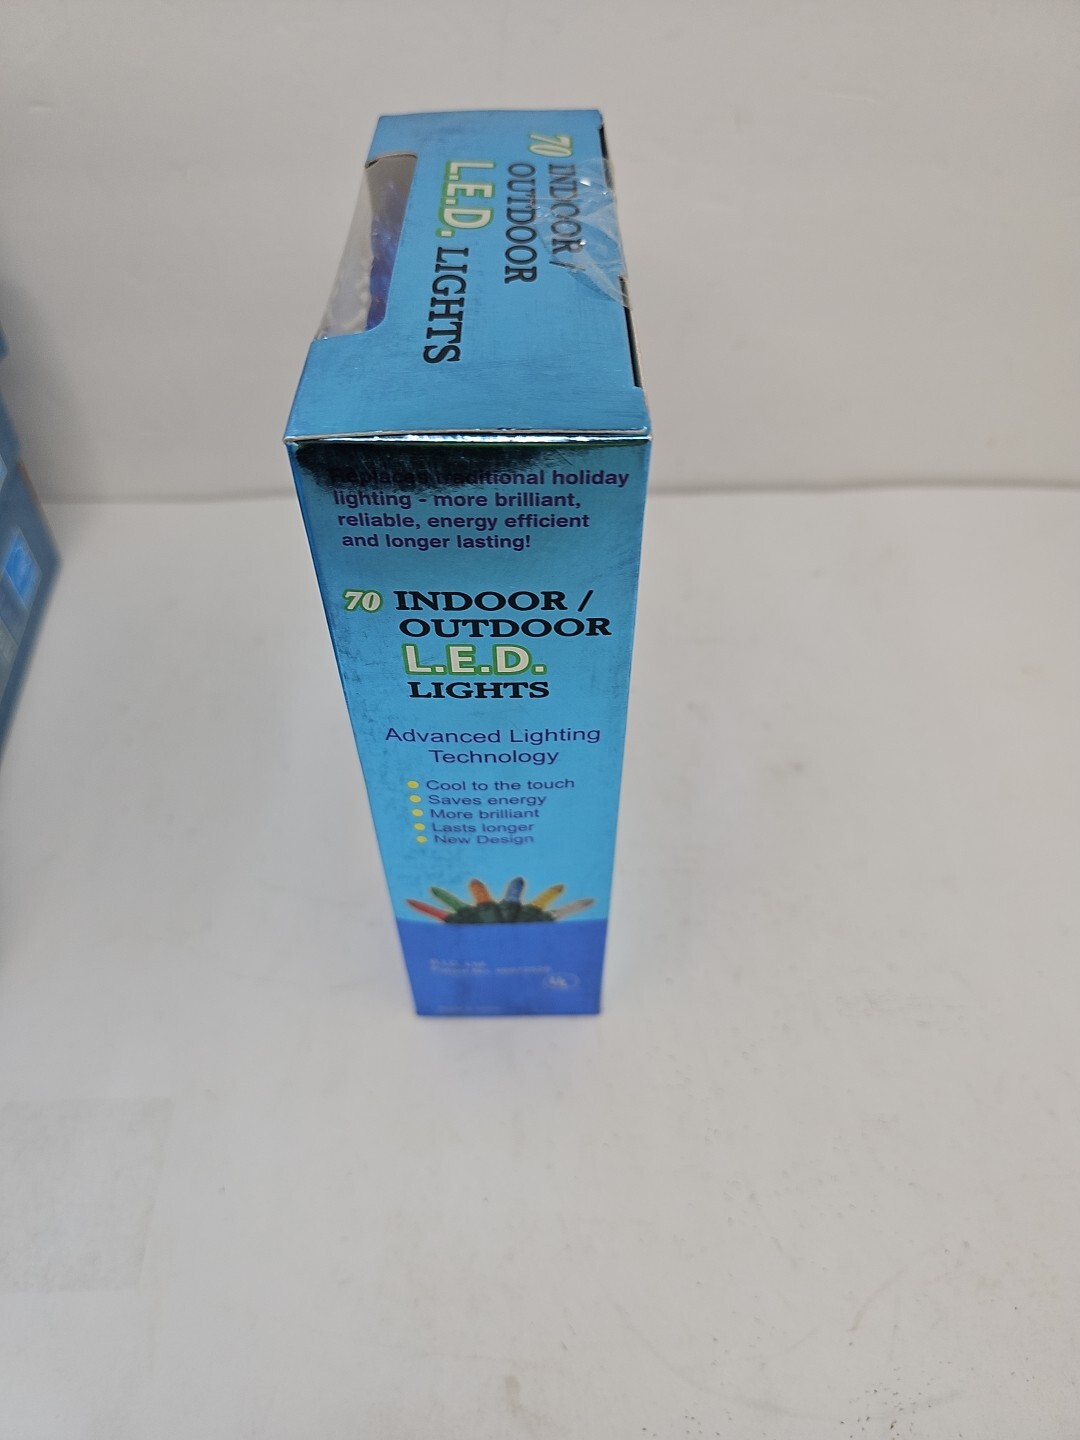 70 INDOOR /
OUTDOOR
L.E.D. LIGHTS
Replaces traditional holiday
lighting - more brilliant,
reliable, energy efficient
and longer lasting!
70 INDOOR /
OUTDOOR
L.E.D.
LIGHTS
Advanced Lighting
Technology
Cool to the touch
Saves energy
More brilliant
Lasts longer
New Design